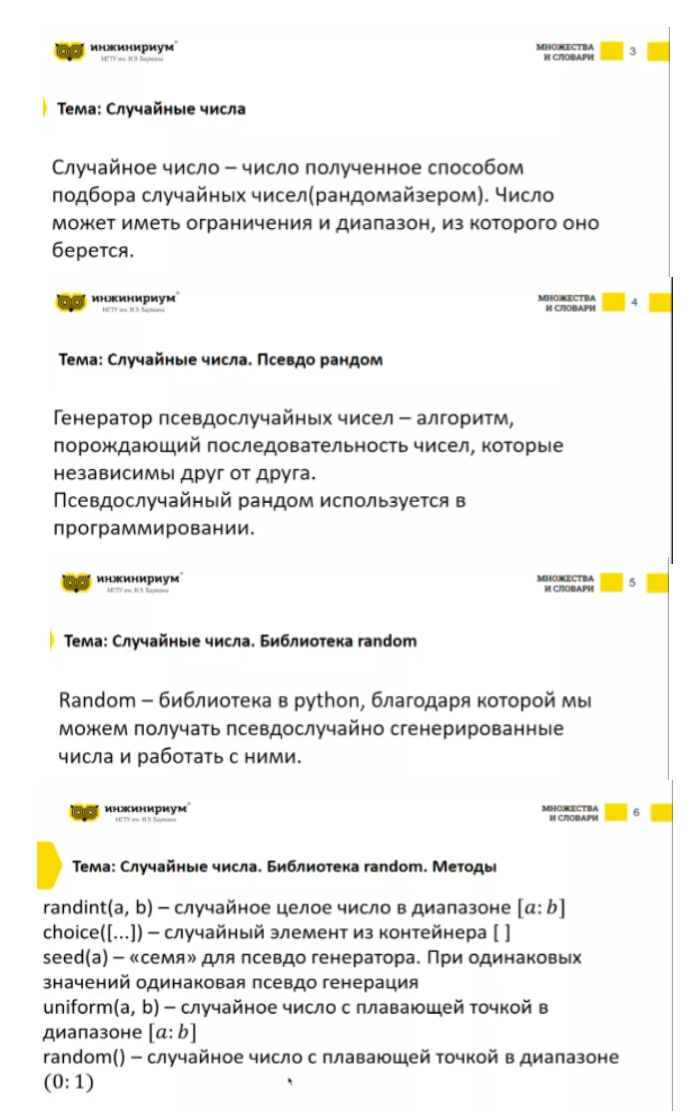 инжинириум
МГТУ им. Н.Э. Баумана
МНОЖЕСТВА
И СЛОВАРИ
3
Тема: Случайные числа
Случайное число – число полученное способом
подбора случайных чисел(рандомайзером). Число
может иметь ограничения и диапазон, из которого оно
берется.
инжинириум
МГТУ им. Н.Э. Баумана
МНОЖЕСТВА
И СЛОВАРИ
4
Тема: Случайные числа. Псевдо рандом
Генератор псевдослучайных чисел – алгоритм,
порождающий последовательность чисел, которые
независимы друг от друга.
Псевдослучайный рандом используется в
программировании.
инжинириум
МГТУ им. Н.Э. Баумана
МНОЖЕСТВА
И СЛОВАРИ
5
Тема: Случайные числа. Библиотека random
Random – библиотека в python, благодаря которой мы
можем получать псевдослучайно сгенерированные
числа и работать с ними.
инжинириум
МГТУ им. Н.Э. Баумана
МНОЖЕСТВА
И СЛОВАРИ
6
Тема: Случайные числа. Библиотека random. Методы
randint(a, b) – случайное целое число в диапазоне [a: b]
choice([...]) – случайный элемент из контейнера [ ]
seed(a) – «семя» для псевдо генератора. При одинаковых
значений одинаковая псевдо генерация
uniform(a, b) – случайное число с плавающей точкой в
диапазоне [a: b]
random() – случайное число с плавающей точкой в диапазоне
(0: 1)